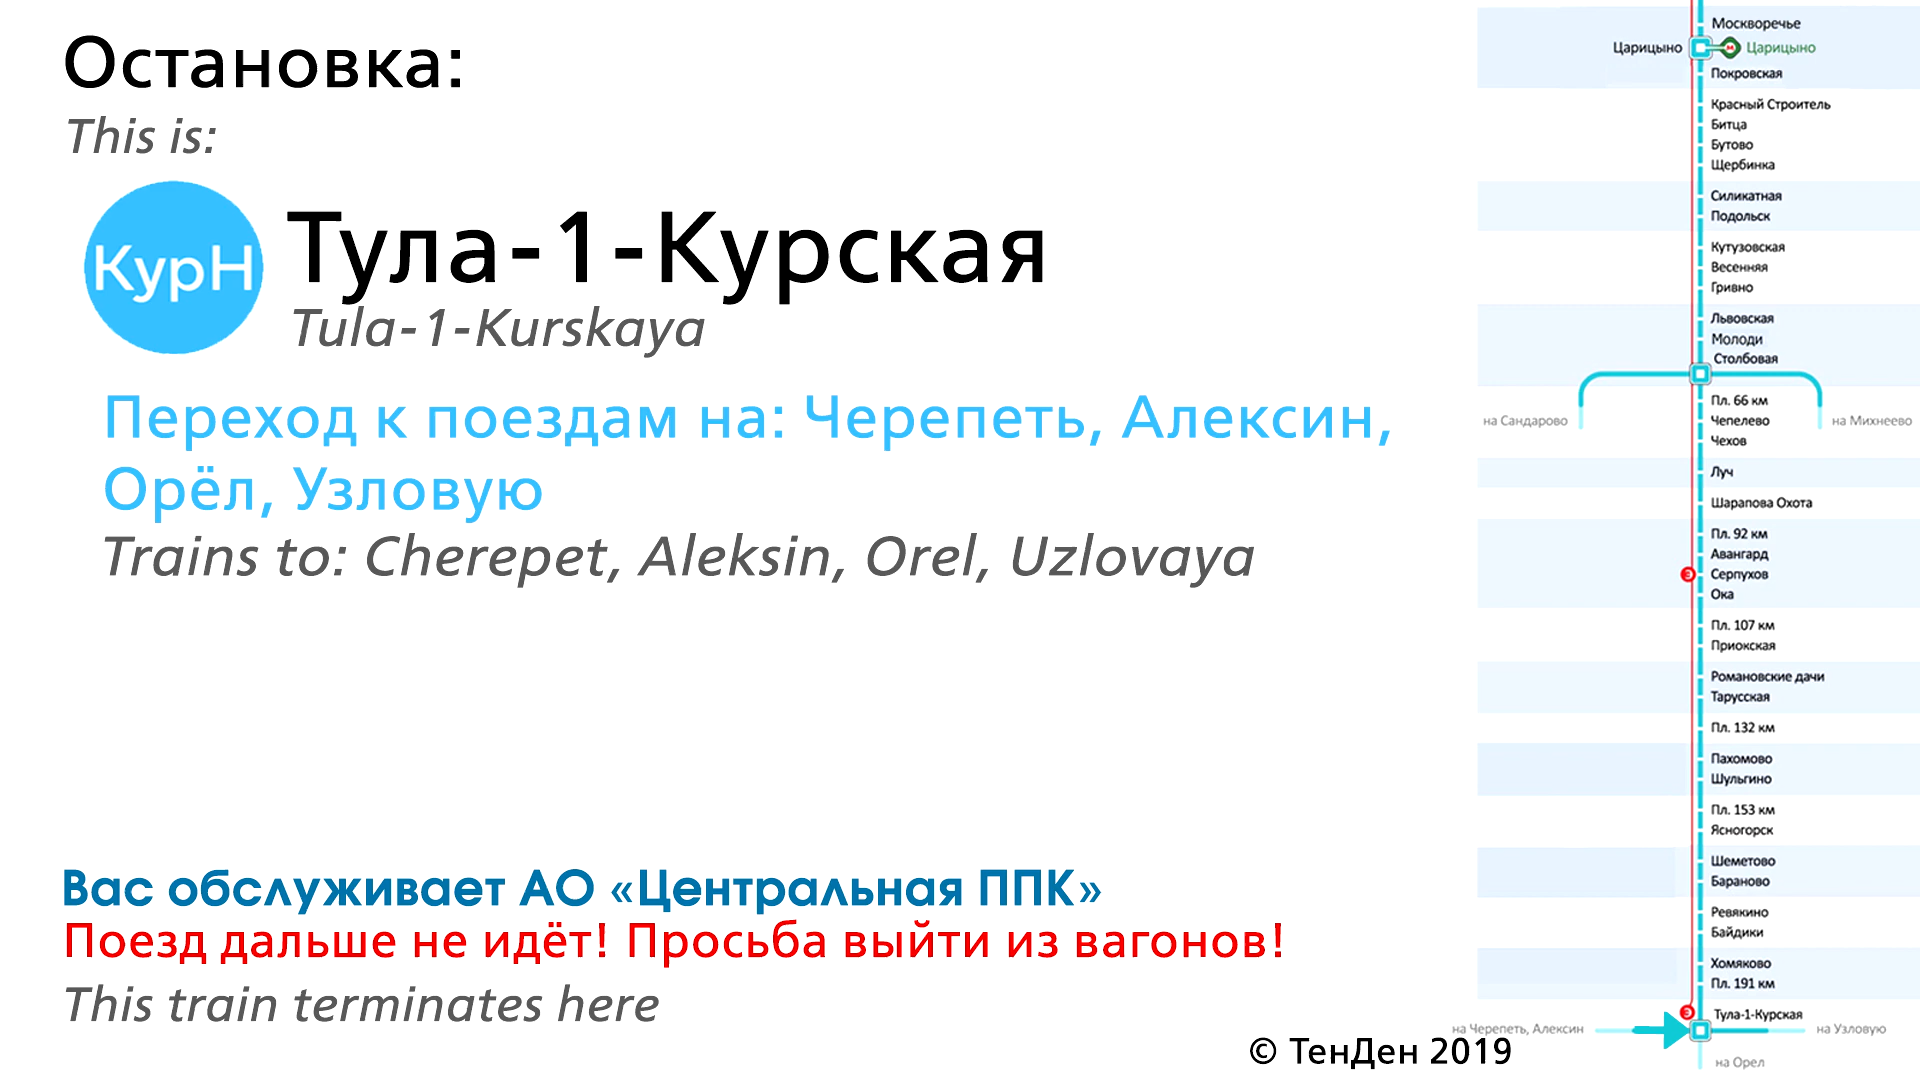 Остановка:
This is:
КурН
Тула-1-Курская
Tula-1-Kurskaya
Переход к поездам на: Черепеть, Алексин,
Орёл, Узловую
Trains to: Cherepet, Aleksin, Orel, Uzlovaya
Вас обслуживает АО «Центральная ППК»
Поезд дальше не идёт! Просьба выйти из вагонов!
This train terminates here
© ТенДен 2019
Москворечье
Царицыно М Царицыно
Покровская
Красный Строитель
Битца
Бутово
Щербинка
Силикатная
Подольск
Кутузовская
Весенняя
Гривно
Львовская
Молоди
Столбовая
на Сандарово
на Михнеево
Пл. 66 км
Чепелево
Чехов
Луч
Шарапова Охота
Пл. 92 км
Авангард
Э Серпухов
Ока
Пл. 107 км
Приокская
Романовские дачи
Тарусская
Пл. 132 км
Пахомово
Шульгино
Пл. 153 км
Ясногорск
Шеметово
Бараново
Ревякино
Байдики
Хомяково
Пл. 191 км
Э Тула-1-Курская
на Черепеть, Алексин
на Узловую
на Орел